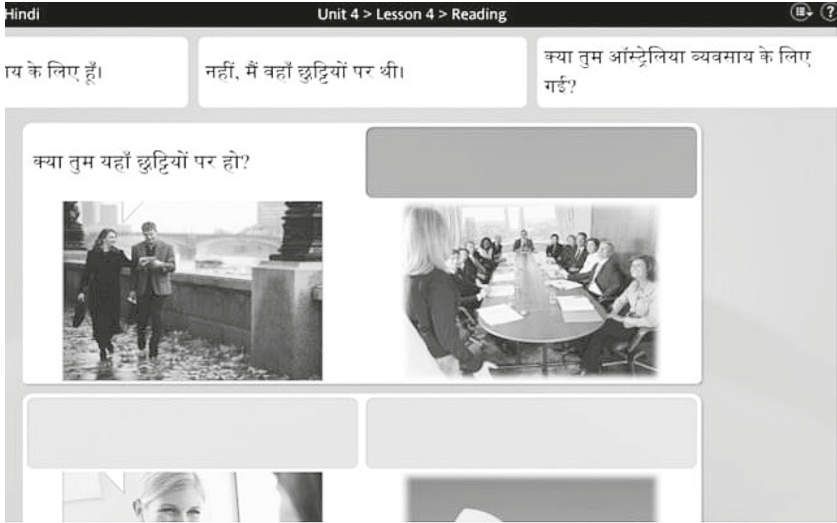 Hindi
Unit 4 > Lesson 4 > Reading
?
य के लिए हूँ।
नहीं, मैं वहाँ छुट्टियों पर थी।
क्या तुम ऑस्ट्रेलिया व्यवसाय के लिए
गईं?
क्या तुम यहाँ छुट्टियों पर हो?